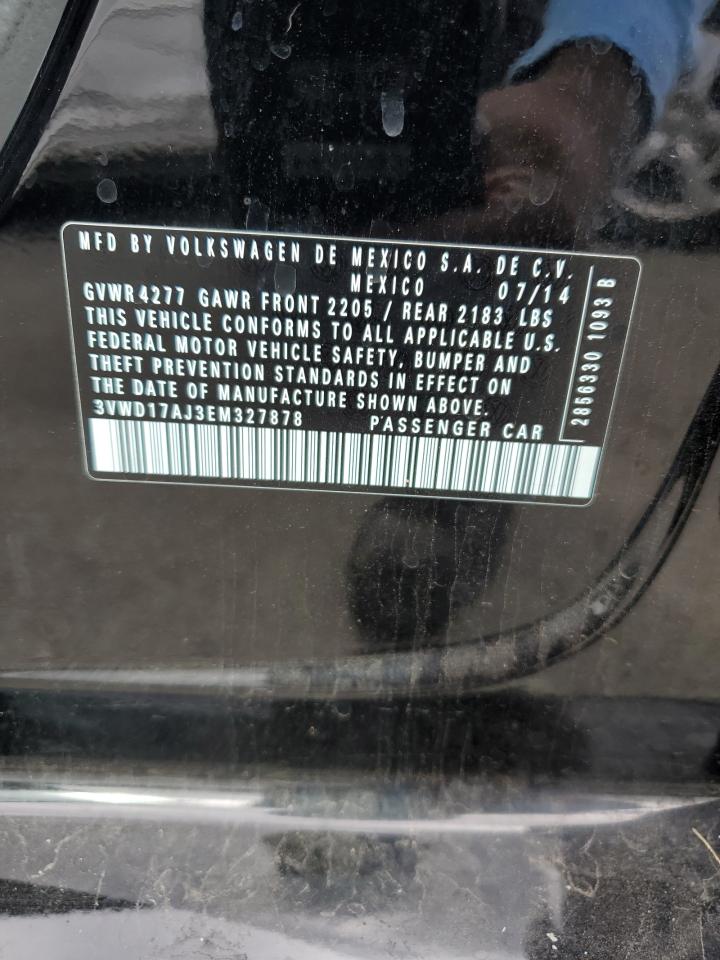 MFD BY VOLKSWAGEN DE MEXICO S.A. DE C.V.
MEXICO 07/14
GVWR 4277 GAWR FRONT 2205 / REAR 2183 LBS
THIS VEHICLE CONFORMS TO ALL APPLICABLE U.S.
FEDERAL MOTOR VEHICLE SAFETY, BUMPER AND
THEFT PREVENTION STANDARDS IN EFFECT ON
THE DATE OF MANUFACTURE SHOWN ABOVE.
3VWD17AJ3EM327878 PASSENGER CAR
2856330 1093 B